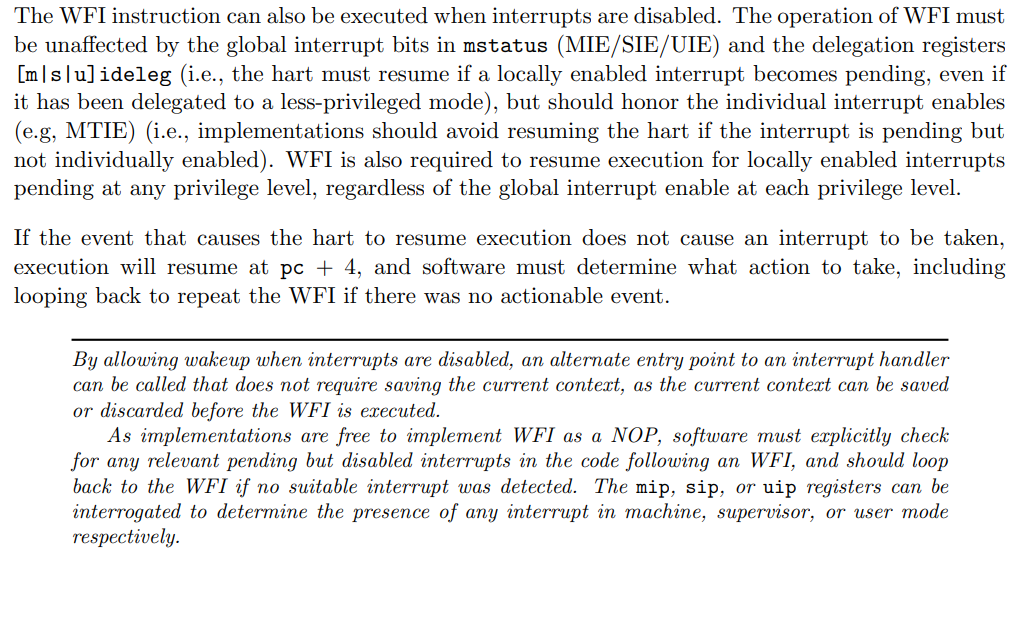 The WFI instruction can also be executed when interrupts are disabled. The operation of WFI must
be unaffected by the global interrupt bits in mstatus (MIE/SIE/UIE) and the delegation registers
[m|s|u]ideleg (i.e., the hart must resume if a locally enabled interrupt becomes pending, even if
it has been delegated to a less-privileged mode), but should honor the individual interrupt enables
(e.g, MTIE) (i.e., implementations should avoid resuming the hart if the interrupt is pending but
not individually enabled). WFI is also required to resume execution for locally enabled interrupts
pending at any privilege level, regardless of the global interrupt enable at each privilege level.
If the event that causes the hart to resume execution does not cause an interrupt to be taken,
execution will resume at pc + 4, and software must determine what action to take, including
looping back to repeat the WFI if there was no actionable event.
By allowing wakeup when interrupts are disabled, an alternate entry point to an interrupt handler
can be called that does not require saving the current context, as the current context can be saved
or discarded before the WFI is executed.
As implementations are free to implement WFI as a NOP, software must explicitly check
for any relevant pending but disabled interrupts in the code following an WFI, and should loop
back to the WFI if no suitable interrupt was detected. The mip, sip, or uip registers can be
interrogated to determine the presence of any interrupt in machine, supervisor, or user mode
respectively.